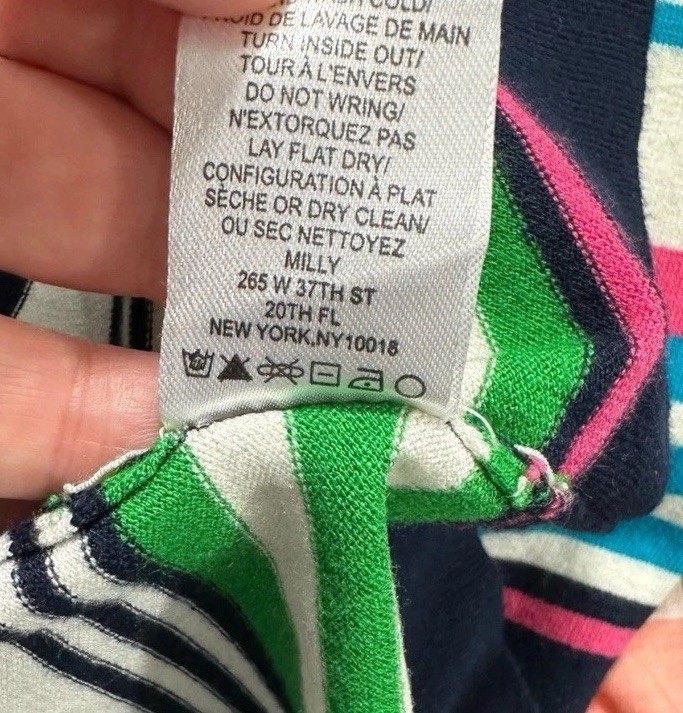 DE LAVAGE DE MAIN
TURN INSIDE OUT/
TOUR À L'ENVERS
DO NOT WRING/
N'EXTORQUEZ PAS
LAY FLAT DRY/
CONFIGURATION À PLAT
SÈCHE OR DRY CLEAN/
OU SEC NETTOYEZ
MILLY
265 W 37TH ST
20TH FL
NEW YORK,NY10018